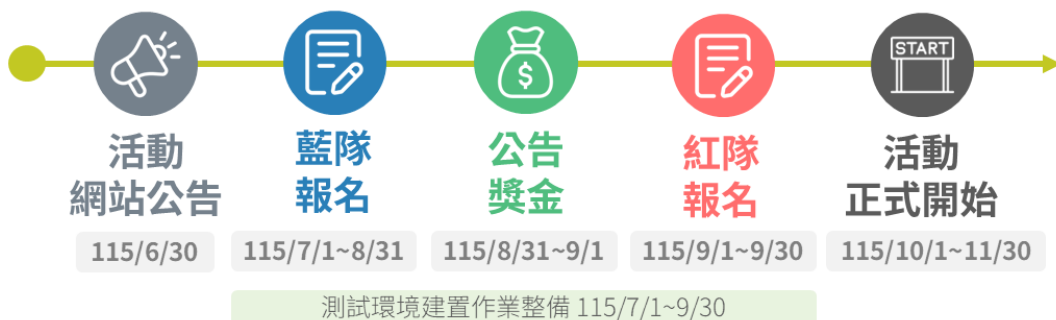 START
活動
網站公告
115/6/30
藍隊
報名
115/7/1~8/31
$
公告
獎金
115/8/31~9/1
紅隊
報名
115/9/1~9/30
活動
正式開始
115/10/1~11/30
測試環境建置作業整備 115/7/1~9/30